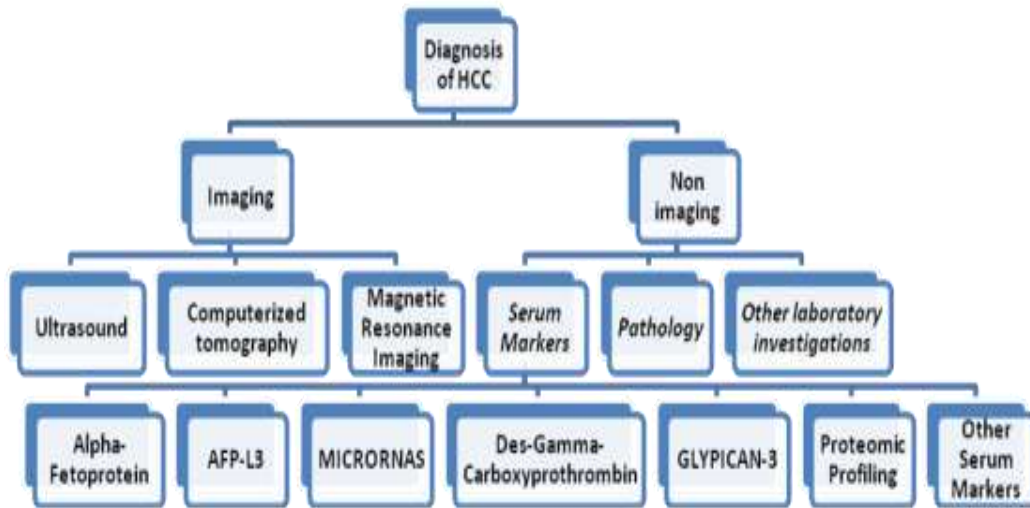 Diagnosis
of HCC
Imaging
Non
imaging
Ultrasound
Computerized
tomography
Magnetic
Resonance
Imaging
Serum
Markers
Pathology
Other laboratory
investigations
Alpha-
Fetoprotein
AFP-L3
MICRORNAS
Des-Gamma-
Carboxyprothrombin
GLYPICAN-3
Proteomic
Profiling
Other
Serum
Markers